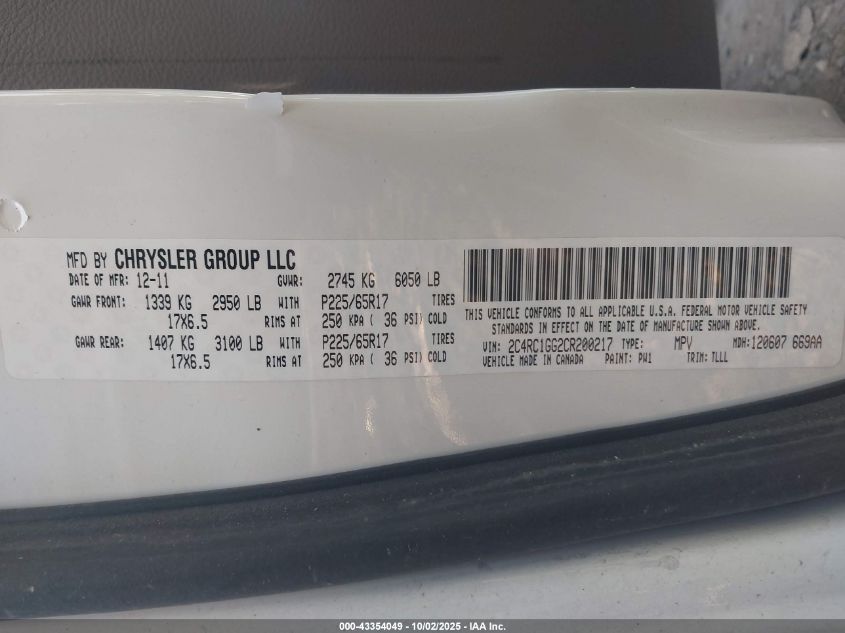 MFD BY CHRYSLER GROUP LLC
DATE OF MFR: 12-11 GVWR: 2745 KG 6050 LB
GAWR FRONT: 1339 KG 2950 LB WITH P225/65R17 TIRES
17X6.5 RIMS AT 250 KPA ( 36 PSI) COLD
GAWR REAR: 1407 KG 3100 LB WITH P225/65R17 TIRES
17X6.5 RIMS AT 250 KPA ( 36 PSI) COLD
THIS VEHICLE CONFORMS TO ALL APPLICABLE U.S.A. FEDERAL MOTOR VEHICLE SAFETY
STANDARDS IN EFFECT ON THE DATE OF MANUFACTURE SHOWN ABOVE.
VIN: 2C4RC1GG2CR200217 TYPE: MPV MDH: 120607 669AA
VEHICLE MADE IN CANADA PAINT: PW1 TRIM: TLLL
000-43354049 - 10/02/2025 - IAA Inc.